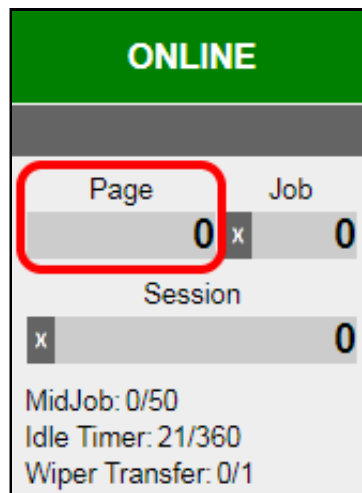 ONLINE
Page Job
0 x 0
Session
x 0
MidJob: 0/50
Idle Timer: 21/360
Wiper Transfer: 0/1